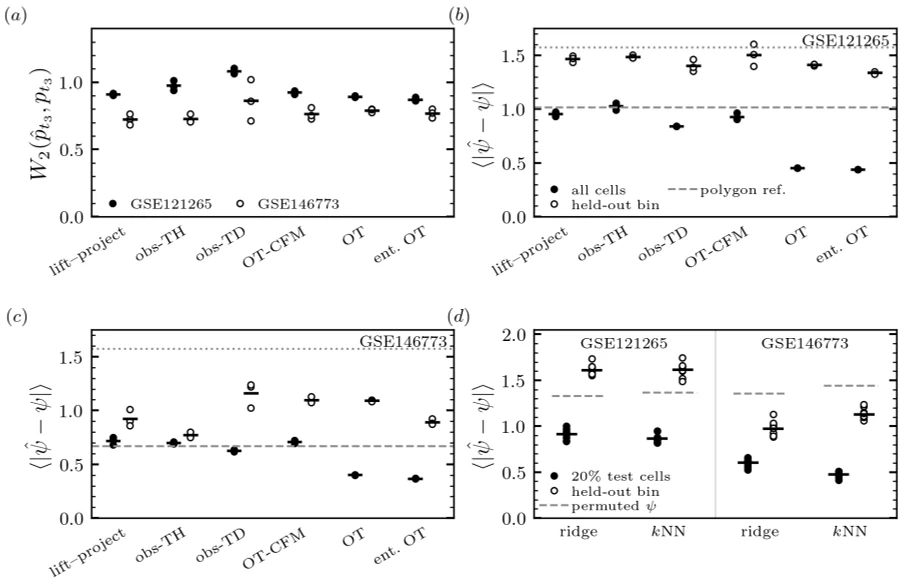 (a)
W₂(p̂ₜ₃, pₜ₃)
1.0
0.5
0.0
GSE121265
GSE146773
lift–project
obs-TH
obs-TD
OT-CFM
OT
ent. OT
(b)
⟨|ψ̂ − ψ|⟩
1.5
1.0
0.5
0.0
GSE121265
all cells
polygon ref.
held-out bin
lift–project
obs-TH
obs-TD
OT-CFM
OT
ent. OT
(c)
⟨|ψ̂ − ψ|⟩
1.5
1.0
0.5
0.0
GSE146773
lift–project
obs-TH
obs-TD
OT-CFM
OT
ent. OT
(d)
⟨|ψ̂ − ψ|⟩
2.0
1.5
1.0
0.5
0.0
GSE121265
GSE146773
20% test cells
held-out bin
permuted ψ
ridge
kNN
ridge
kNN